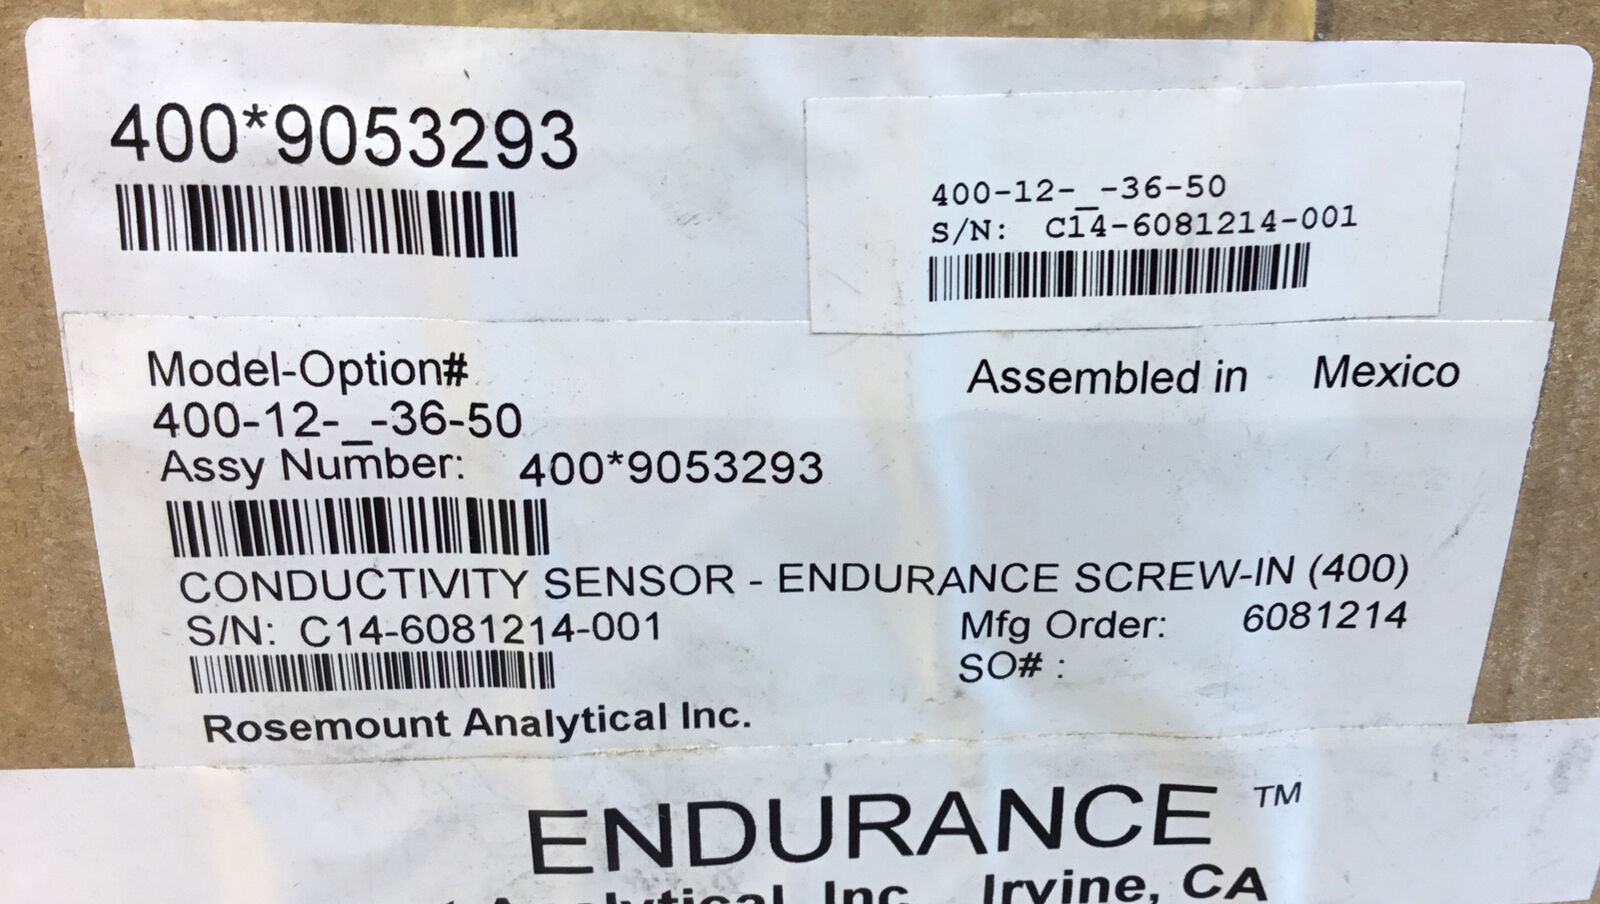 400*9053293
400-12-_-36-50
S/N: C14-6081214-001
Model-Option#
Assembled in Mexico
400-12-_-36-50
Assy Number: 400*9053293
CONDUCTIVITY SENSOR - ENDURANCE SCREW-IN (400)
S/N: C14-6081214-001
Mfg Order: 6081214
SO# :
Rosemount Analytical Inc.
ENDURANCE ™
Analytical Inc. Irvine, CA